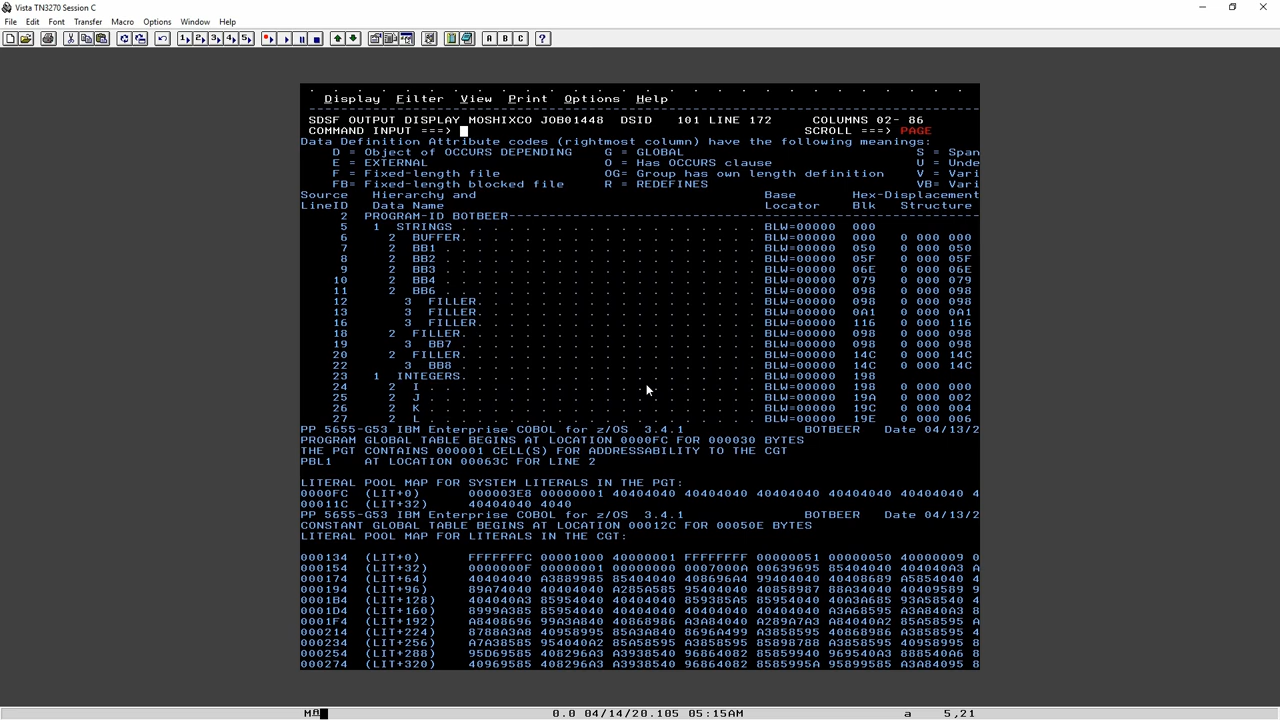 Vista TN3270 Session C
File Edit Font Transfer Macro Options Window Help
1 2 3 4 5 A B C ?
Display Filter View Print Options Help
SDSF OUTPUT DISPLAY MOSHIXCO JOB01448 DSID 101 LINE 172 COLUMNS 02- 86
COMMAND INPUT ===> SCROLL ===> PAGE
Data Definition Attribute codes (rightmost column) have the following meanings:
D = Object of OCCURS DEPENDING G = GLOBAL S = Span
E = EXTERNAL O = Has OCCURS clause U = Unde
F = Fixed-length file OG= Group has own length definition V = Vari
FB= Fixed-length blocked file R = REDEFINES VB= Vari
Source Hierarchy and Base Hex-Displacement
LineID Data Name Locator Blk Structure
2 PROGRAM-ID BOTBEER----------------------------------------------------------
5 1 STRINGS . . . . . . . . . . . . . . . . . . . BLW=00000 000
6 2 BUFFER. . . . . . . . . . . . . . . . . . . BLW=00000 000 0 000 000
7 2 BB1 . . . . . . . . . . . . . . . . . . . . BLW=00000 050 0 000 050
8 2 BB2 . . . . . . . . . . . . . . . . . . . . BLW=00000 05F 0 000 05F
9 2 BB3 . . . . . . . . . . . . . . . . . . . . BLW=00000 06E 0 000 06E
10 2 BB4 . . . . . . . . . . . . . . . . . . . . BLW=00000 079 0 000 079
11 2 BB6 . . . . . . . . . . . . . . . . . . . . BLW=00000 098 0 000 098
12 3 FILLER. . . . . . . . . . . . . . . . . . BLW=00000 098 0 000 098
13 3 FILLER. . . . . . . . . . . . . . . . . . BLW=00000 0A1 0 000 0A1
16 3 FILLER. . . . . . . . . . . . . . . . . . BLW=00000 116 0 000 116
18 2 FILLER. . . . . . . . . . . . . . . . . . . BLW=00000 098 0 000 098
19 3 BB7 . . . . . . . . . . . . . . . . . . . BLW=00000 098 0 000 098
20 2 FILLER. . . . . . . . . . . . . . . . . . . BLW=00000 14C 0 000 14C
22 3 BB8 . . . . . . . . . . . . . . . . . . . BLW=00000 14C 0 000 14C
23 1 INTEGERS. . . . . . . . . . . . . . . . . . . BLW=00000 198
24 2 I . . . . . . . . . . . . . . . . . . . . . BLW=00000 198 0 000 000
25 2 J . . . . . . . . . . . . . . . . . . . . . BLW=00000 19A 0 000 002
26 2 K . . . . . . . . . . . . . . . . . . . . . BLW=00000 19C 0 000 004
27 2 L . . . . . . . . . . . . . . . . . . . . . BLW=00000 19E 0 000 006
PP 5655-G53 IBM Enterprise COBOL for z/OS 3.4.1 BOTBEER Date 04/13/2
PROGRAM GLOBAL TABLE BEGINS AT LOCATION 0000FC FOR 000030 BYTES
THE PGT CONTAINS 000001 CELL(S) FOR ADDRESSABILITY TO THE CGT
PBL1 AT LOCATION 00063C FOR LINE 2
LITERAL POOL MAP FOR SYSTEM LITERALS IN THE PGT:
0000FC (LIT+0) 000003E8 00000001 40404040 40404040 40404040 40404040 40404040 4
00011C (LIT+32) 40404040 4040
PP 5655-G53 IBM Enterprise COBOL for z/OS 3.4.1 BOTBEER Date 04/13/2
CONSTANT GLOBAL TABLE BEGINS AT LOCATION 00012C FOR 00050E BYTES
LITERAL POOL MAP FOR LITERALS IN THE CGT:
000134 (LIT+0) FFFFFFFC 00001000 40000001 FFFFFFFF 00000051 00000050 40000009 0
000154 (LIT+32) 0000000F 00000001 00000000 0007000A 00639695 85404040 404040A3 A
000174 (LIT+64) 40404040 A3889985 85404040 408696A4 99404040 40408689 A5854040 4
000194 (LIT+96) 89A74040 40404040 A285A585 95404040 40858987 88A34040 40409589 9
0001B4 (LIT+128) 404040A3 85954040 40404040 859385A5 85954040 40A3A685 93A58540 4
0001D4 (LIT+160) 8999A385 85954040 40404040 40404040 40404040 A3A68595 A3A840A3 8
0001F4 (LIT+192) A8408696 99A3A840 40868986 A3A84040 A289A7A3 A84040A2 85A58595 A
000214 (LIT+224) 8788A3A8 40958995 85A3A840 8696A499 A3858595 40868986 A3858595 4
000234 (LIT+256) A7A38585 954040A2 85A58595 A3858595 85898788 A3858595 40958995 8
000254 (LIT+288) 95D69585 408296A3 A3938540 96864082 85859995 969540A3 888540A6 8
000274 (LIT+320) 40969585 408296A3 A3938540 96864082 8585995A 95899585 A3A84095 8
0.0 04/14/20.105 05:15AM a 5,21